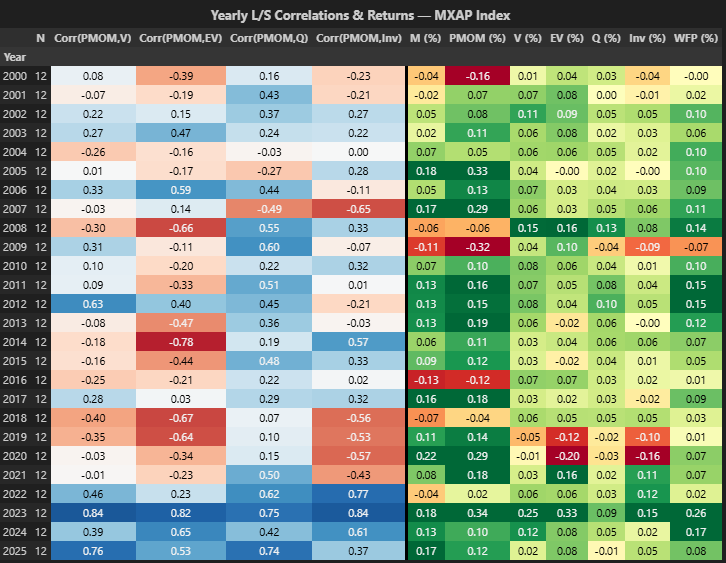 Yearly L/S Correlations & Returns — MXAP Index
N Corr(PMOM,V) Corr(PMOM,EV) Corr(PMOM,Q) Corr(PMOM,Inv) M (%) PMOM (%) V (%) EV (%) Q (%) Inv (%) WFP (%)
Year
2000 12 0.08 -0.39 0.16 -0.23 -0.04 -0.16 0.01 0.04 0.03 -0.04 -0.00
2001 12 -0.07 -0.19 0.43 -0.21 -0.02 0.07 0.07 0.08 0.00 -0.01 0.02
2002 12 0.22 0.15 0.37 0.27 0.05 0.08 0.11 0.09 0.05 0.05 0.10
2003 12 0.27 0.47 0.24 0.22 0.02 0.11 0.06 0.08 0.02 0.03 0.06
2004 12 -0.26 -0.16 -0.03 0.00 0.07 0.05 0.06 0.06 0.05 0.02 0.10
2005 12 0.01 -0.17 -0.27 0.28 0.18 0.33 0.04 -0.00 0.02 -0.00 0.10
2006 12 0.33 0.59 0.44 -0.11 0.05 0.13 0.07 0.03 0.04 0.03 0.09
2007 12 -0.03 0.14 -0.49 -0.65 0.17 0.29 0.06 0.03 0.05 0.06 0.11
2008 12 -0.30 -0.66 0.55 0.33 -0.06 -0.06 0.15 0.16 0.13 0.08 0.14
2009 12 0.31 -0.11 0.60 -0.07 -0.11 -0.32 0.04 0.10 -0.04 -0.09 -0.07
2010 12 0.10 -0.20 0.22 0.32 0.07 0.10 0.08 0.06 0.04 0.01 0.10
2011 12 0.09 -0.33 0.51 0.01 0.13 0.16 0.07 0.05 0.08 0.04 0.15
2012 12 0.63 0.40 0.45 -0.21 0.13 0.15 0.08 0.04 0.10 0.05 0.15
2013 12 -0.08 -0.47 0.36 -0.03 0.13 0.19 0.06 -0.02 0.06 -0.00 0.12
2014 12 -0.18 -0.78 0.19 0.57 0.06 0.11 0.03 0.04 0.06 0.06 0.07
2015 12 -0.16 -0.44 0.48 0.33 0.09 0.12 0.03 -0.02 0.04 0.01 0.05
2016 12 -0.25 -0.21 0.22 0.02 -0.13 -0.12 0.07 0.07 0.03 0.02 0.01
2017 12 0.28 0.03 0.29 0.32 0.16 0.18 0.03 0.02 0.03 -0.02 0.09
2018 12 -0.40 -0.67 0.07 -0.56 -0.07 -0.04 0.06 0.05 0.05 0.05 0.03
2019 12 -0.35 -0.64 0.10 -0.53 0.11 0.14 -0.05 -0.12 -0.02 -0.10 0.01
2020 12 -0.03 -0.34 0.15 -0.57 0.22 0.29 -0.01 -0.20 -0.03 -0.16 0.07
2021 12 -0.01 -0.23 0.50 -0.43 0.08 0.18 0.03 0.16 0.02 0.11 0.07
2022 12 0.46 0.23 0.62 0.77 -0.04 0.02 0.06 0.06 0.03 0.12 0.02
2023 12 0.84 0.82 0.75 0.84 0.18 0.34 0.25 0.33 0.09 0.15 0.26
2024 12 0.39 0.65 0.42 0.61 0.13 0.10 0.12 0.08 0.05 0.02 0.17
2025 12 0.76 0.53 0.74 0.37 0.17 0.12 0.02 0.08 -0.01 0.05 0.08